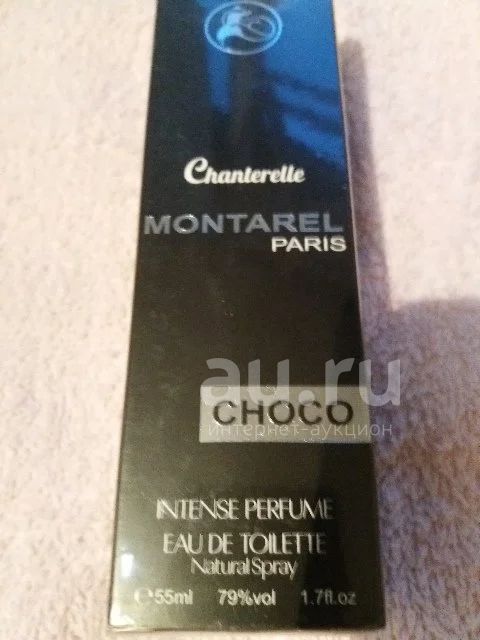 Chanterelle
MONTAREL
PARIS
au.ru
интернет-аукцион
CHOCO
INTENSE PERFUME
EAU DE TOILETTE
Natural Spray
℮55ml 79%vol 1.7fl.oz